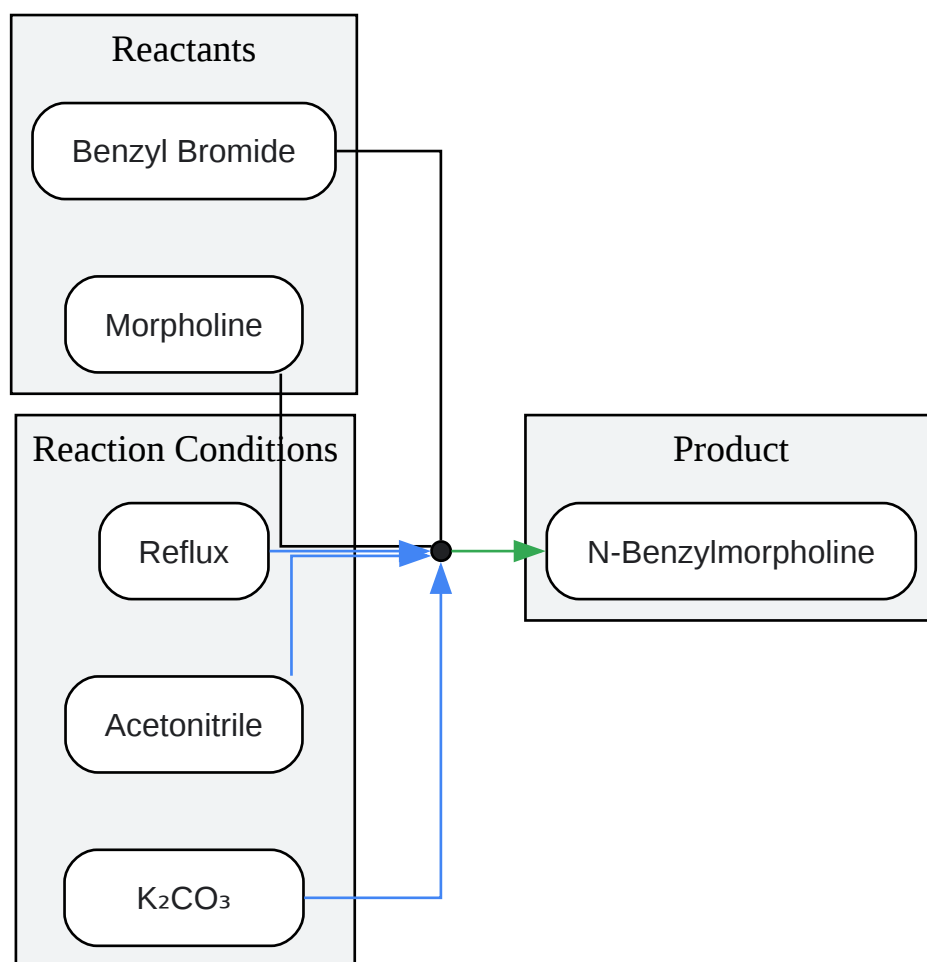 Reactants
Benzyl Bromide
Morpholine
Reaction Conditions
Reflux
Acetonitrile
K₂CO₃
Product
N-Benzylmorpholine